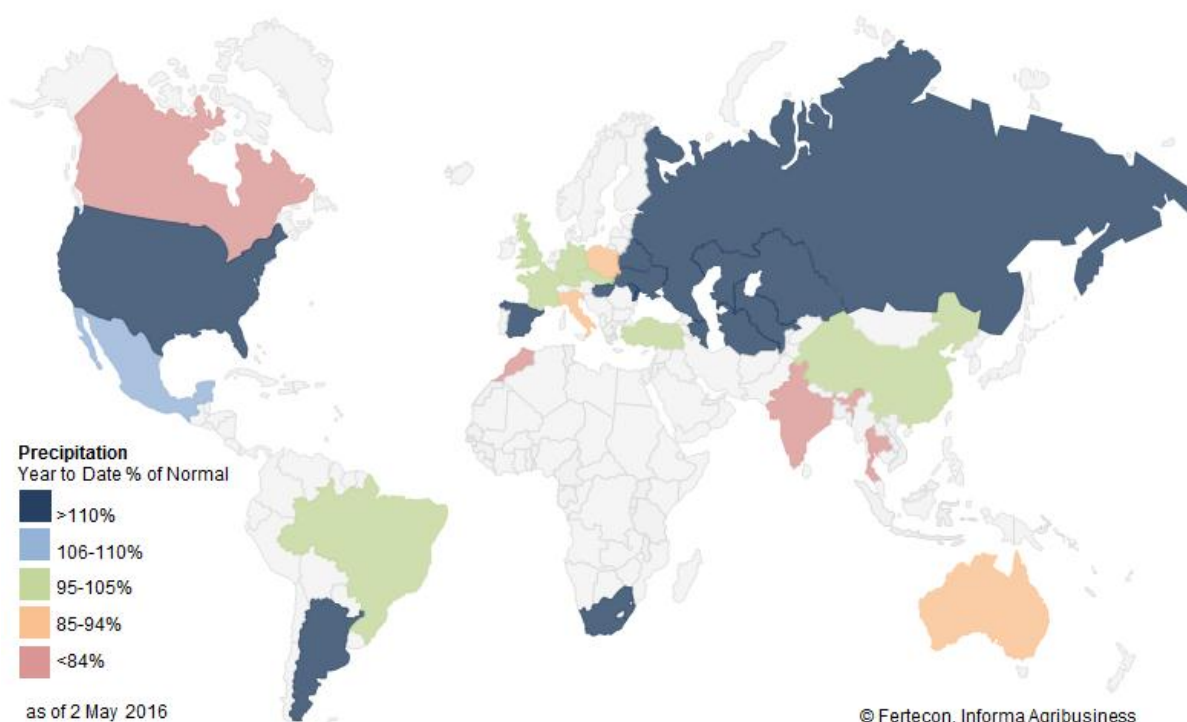 Precipitation
Year to Date % of Normal
>110%
106-110%
95-105%
85-94%
<84%
as of 2 May 2016
© Fertecon, Informa Agribusiness